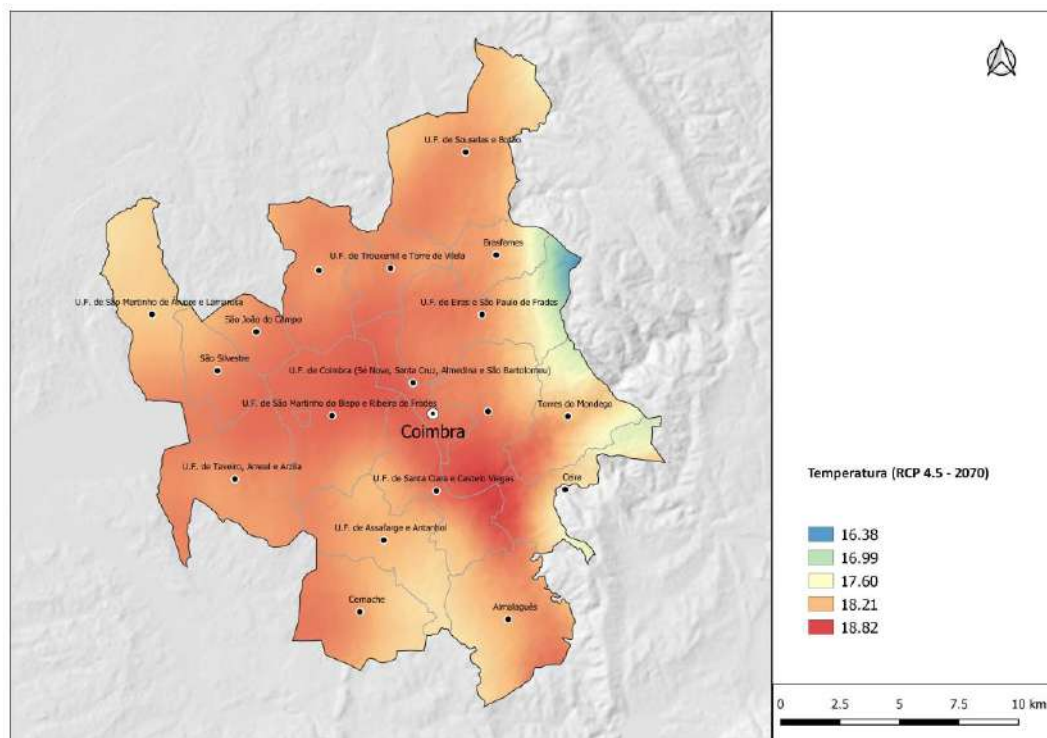 U.F. de Souselas e Botão
Brasfemes
U.F. de Trouxemil e Torre de Vilela
U.F. de São Martinho de Árvore e Lamarosa
U.F. de Eiras e São Paulo de Frades
São João do Campo
São Silvestre
U.F. de Coimbra (Sé Nova, Santa Cruz, Almedina e São Bartolomeu)
U.F. de São Martinho do Bispo e Ribeira de Frades
Torres do Mondego
Coimbra
U.F. de Taveiro, Ameal e Arzila
U.F. de Santa Clara e Castelo Viegas
Ceira
U.F. de Assafarge e Antanhol
Cernache
Almalaguês
Temperatura (RCP 4.5 - 2070)
16.38
16.99
17.60
18.21
18.82
0 2.5 5 7.5 10 km